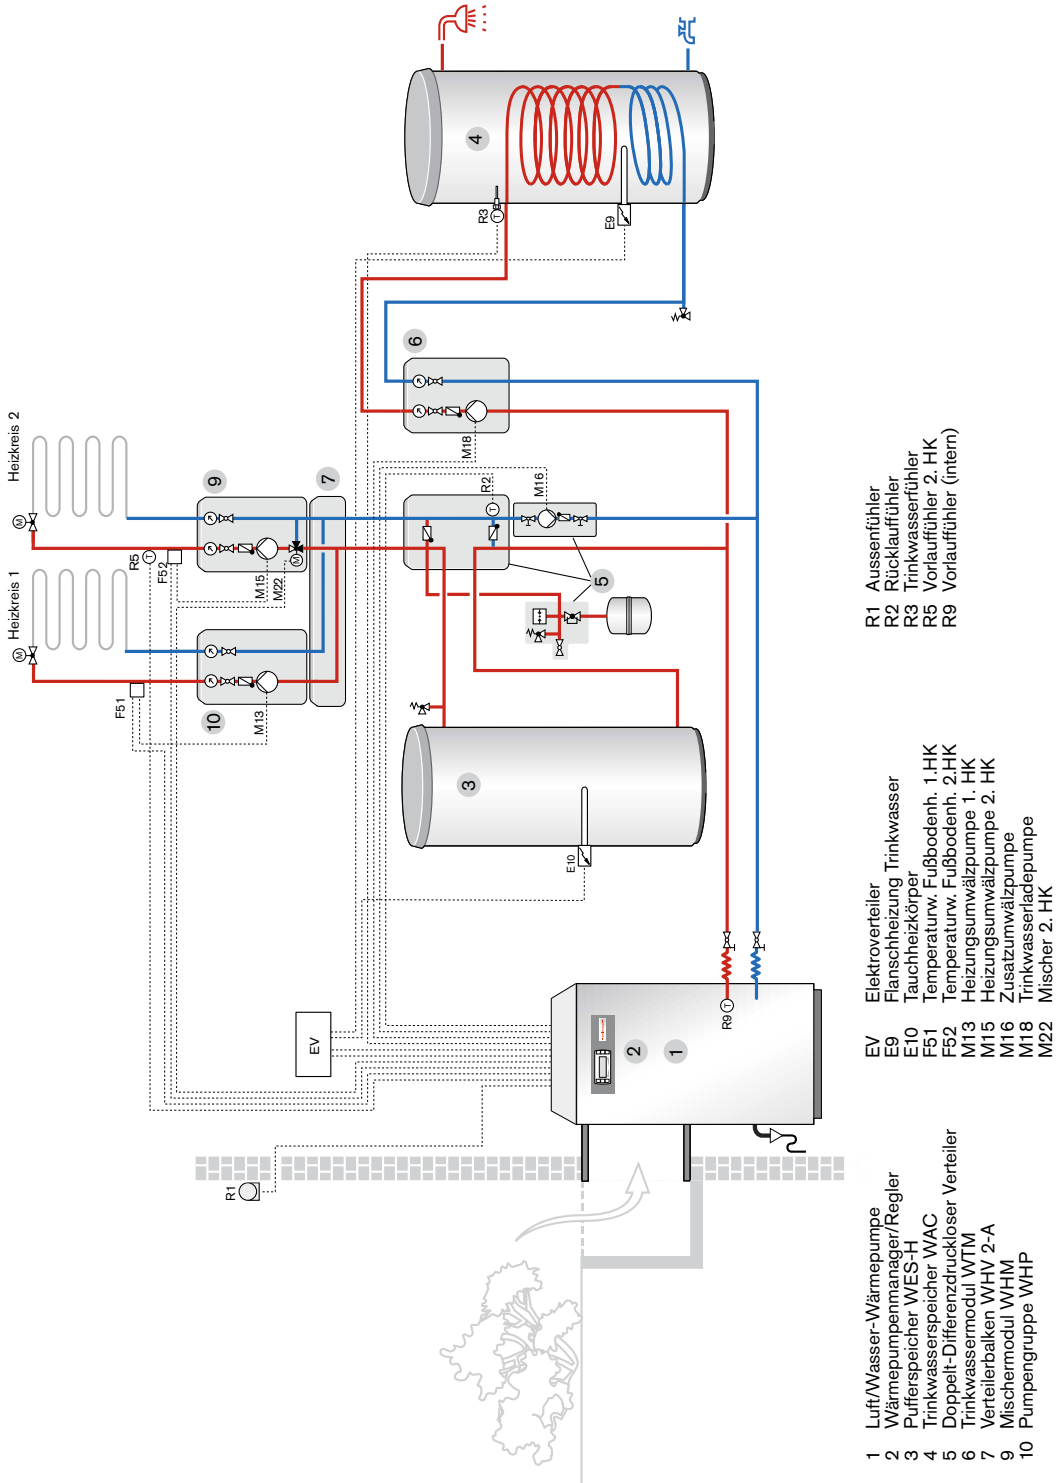 Heizkreis 1
Heizkreis 2
M
M
R5
T
F52
F51
M15
M22
M
M13
9
10
7
6
M18
R2
T
M16
5
R3
T
E9
4
3
E10
EV
R1
2
1
R9
T
1 Luft/Wasser-Wärmepumpe
2 Wärmepumpenmanager/Regler
3 Pufferspeicher WES-H
4 Trinkwasserspeicher WAC
5 Doppelt-Differenzdruckloser Verteiler
6 Trinkwassermodul WTM
7 Verteilerbalken WHV 2-A
9 Mischermodul WHM
10 Pumpengruppe WHP
EV Elektroverteiler
E9 Flanschheizung Trinkwasser
E10 Tauchheizkörper
F51 Temperaturw. Fußbodenh. 1.HK
F52 Temperaturw. Fußbodenh. 2.HK
M13 Heizungsumwälzpumpe 1. HK
M15 Heizungsumwälzpumpe 2. HK
M16 Zusatzumwälzpumpe
M18 Trinkwasserladepumpe
M22 Mischer 2. HK
R1 Aussenfühler
R2 Rücklauffühler
R3 Trinkwasserfühler
R5 Vorlauffühler 2. HK
R9 Vorlauffühler (intern)